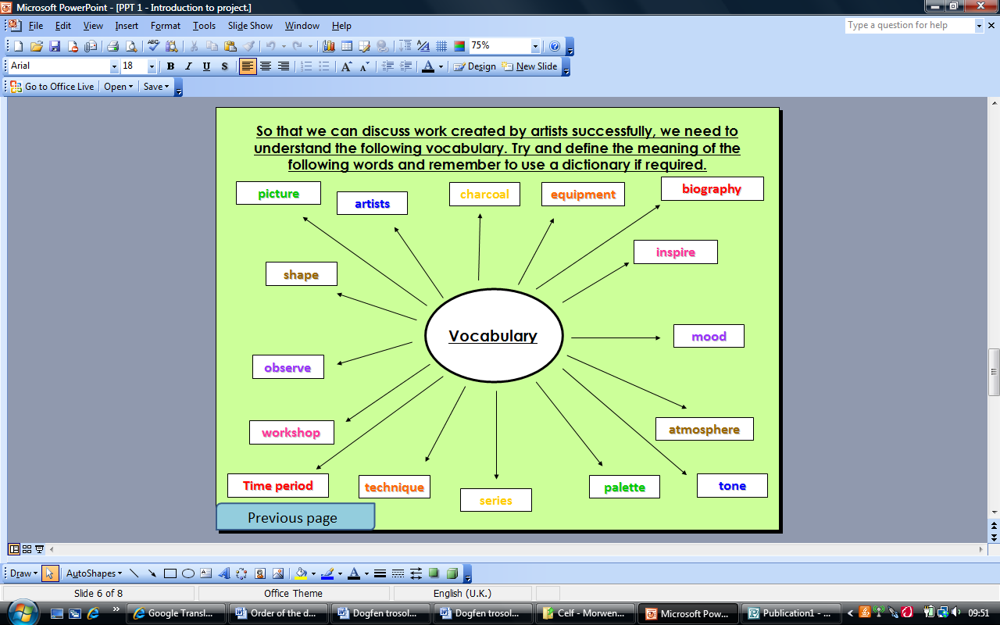 Microsoft PowerPoint - [PPT 1 - Introduction to project.]
File Edit View Insert Format Tools Slide Show Window Help
Type a question for help
75%
Arial 18 B I U S
Design New Slide
Go to Office Live Open Save
So that we can discuss work created by artists successfully, we need to
understand the following vocabulary. Try and define the meaning of the
following words and remember to use a dictionary if required.
picture
artists
charcoal
equipment
biography
inspire
shape
Vocabulary
mood
observe
workshop
atmosphere
Time period
technique
series
palette
tone
Previous page
Draw AutoShapes
Slide 6 of 8
Office Theme
English (U.K.)
Google Transl...
Order of the d...
Dogfen trosol...
Dogfen trosol...
Celf - Morwen...
Microsoft Pow...
Publication1 - ...
09:51